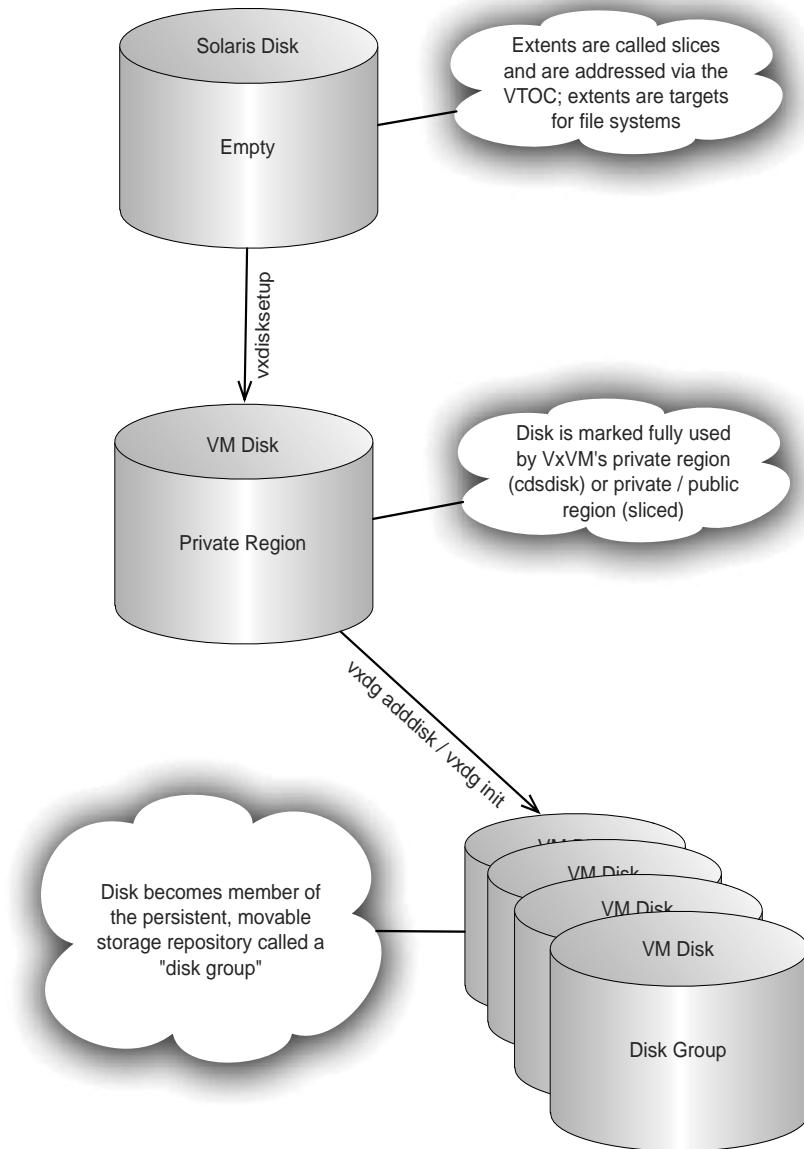 Solaris Disk
Empty
Extents are called slices
and are addressed via the
VTOC; extents are targets
for file systems
vxdisksetup
VM Disk
Private Region
Disk is marked fully used
by VxVM's private region
(cdsdisk) or private / public
region (sliced)
vxdg adddisk / vxdg init
Disk becomes member of
the persistent, movable
storage repository called a
"disk group"
VM Disk
VM Disk
VM Disk
VM Disk
Disk Group